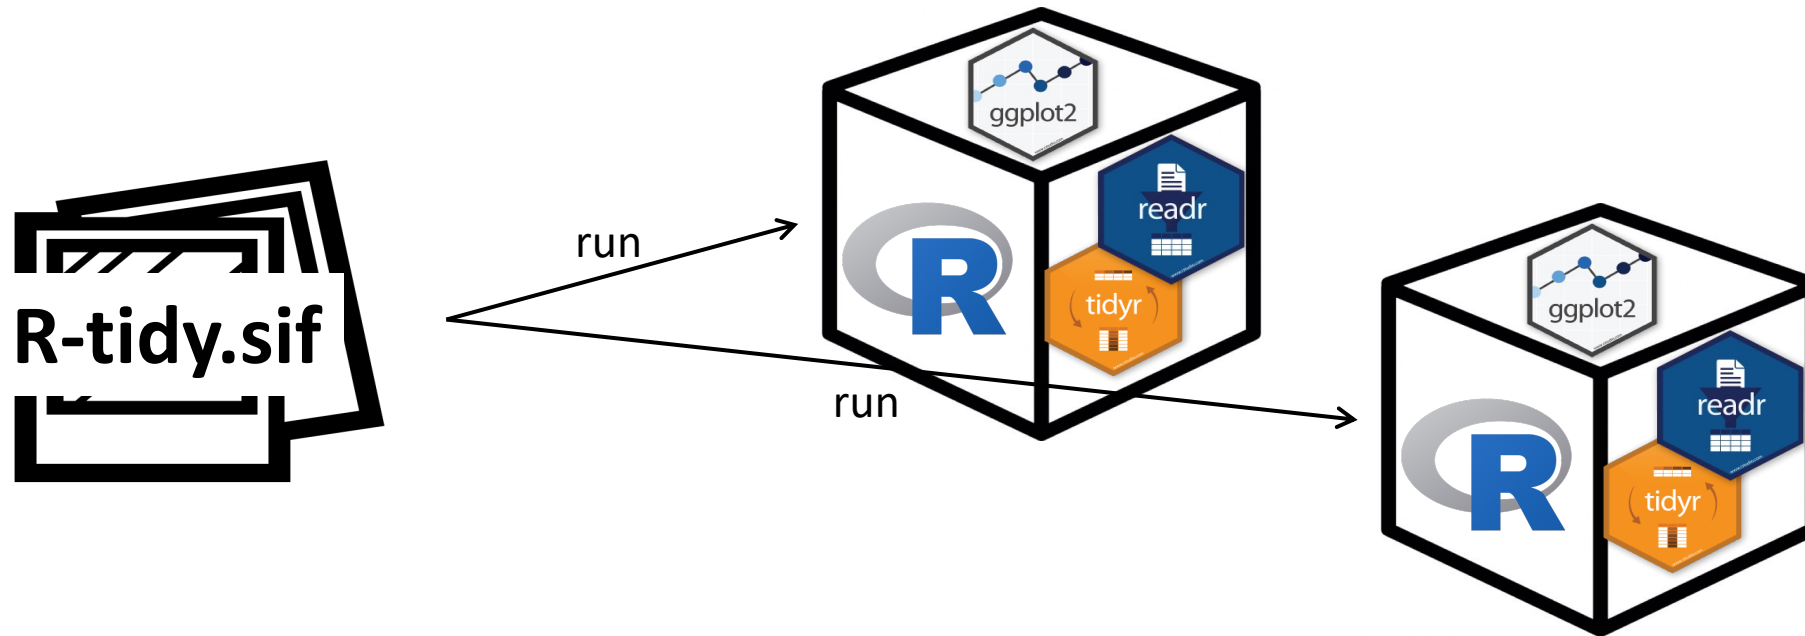 R-tidy.sif
run
run
ggplot2
readr
R
tidyr
ggplot2
readr
R
tidyr